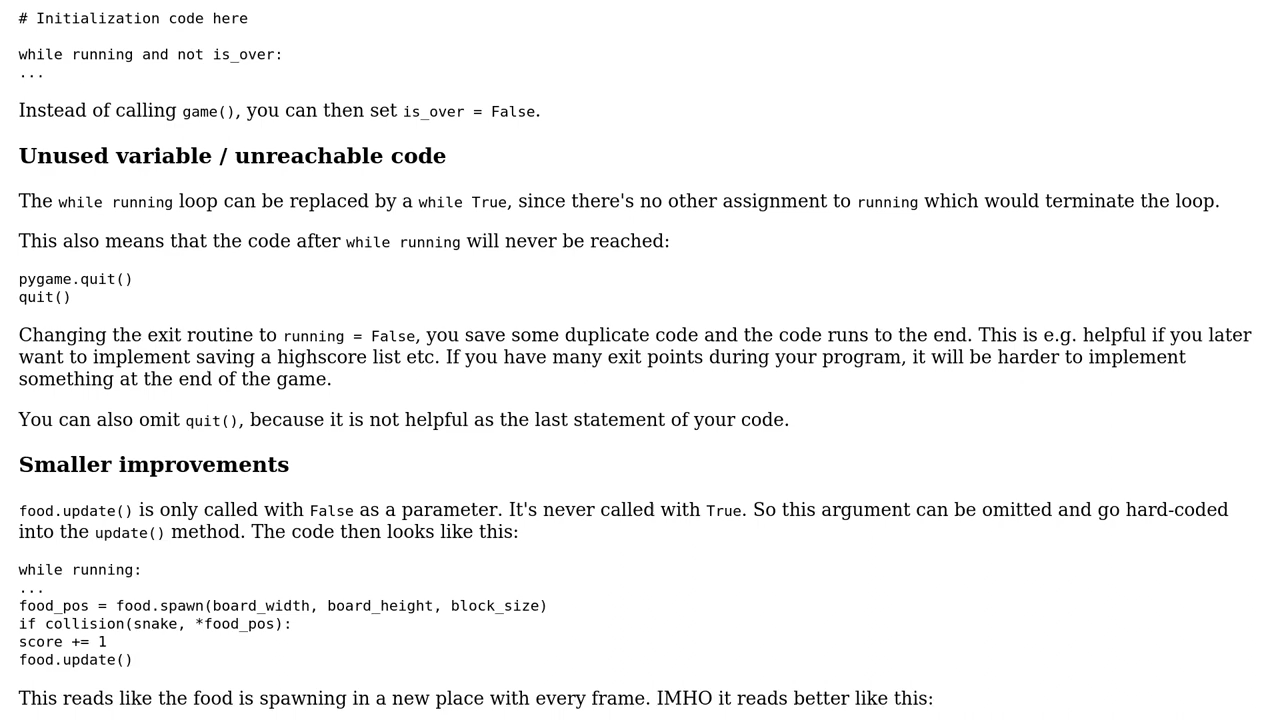 # Initialization code here
while running and not is_over:
...
Instead of calling game(), you can then set is_over = False.
Unused variable / unreachable code
The while running loop can be replaced by a while True, since there's no other assignment to running which would terminate the loop.
This also means that the code after while running will never be reached:
pygame.quit()
quit()
Changing the exit routine to running = False, you save some duplicate code and the code runs to the end. This is e.g. helpful if you later
want to implement saving a highscore list etc. If you have many exit points during your program, it will be harder to implement
something at the end of the game.
You can also omit quit(), because it is not helpful as the last statement of your code.
Smaller improvements
food.update() is only called with False as a parameter. It's never called with True. So this argument can be omitted and go hard-coded
into the update() method. The code then looks like this:
while running:
...
food_pos = food.spawn(board_width, board_height, block_size)
if collision(snake, *food_pos):
score += 1
food.update()
This reads like the food is spawning in a new place with every frame. IMHO it reads better like this: